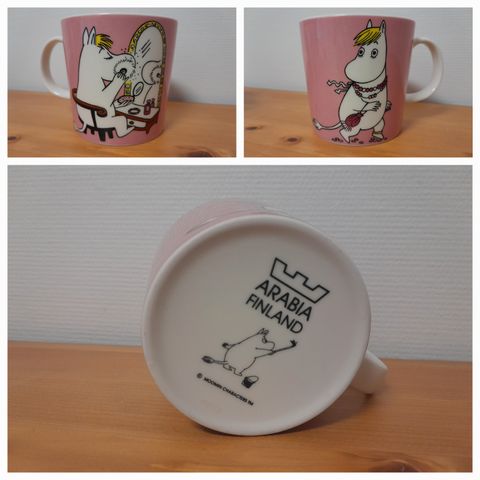 ARABIA
FINLAND
© MOOMIN CHARACTERS TM